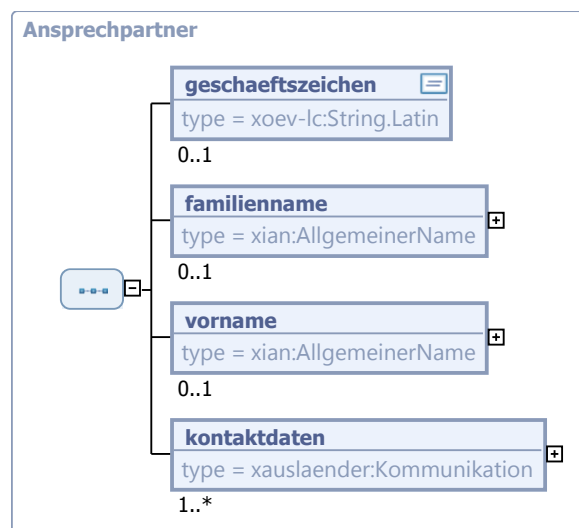 Ansprechpartner
geschaeftszeichen
type = xoev-lc:String.Latin
0..1
familienname
type = xian:AllgemeinerName
0..1
vorname
type = xian:AllgemeinerName
0..1
kontaktdaten
type = xauslaender:Kommunikation
1..*